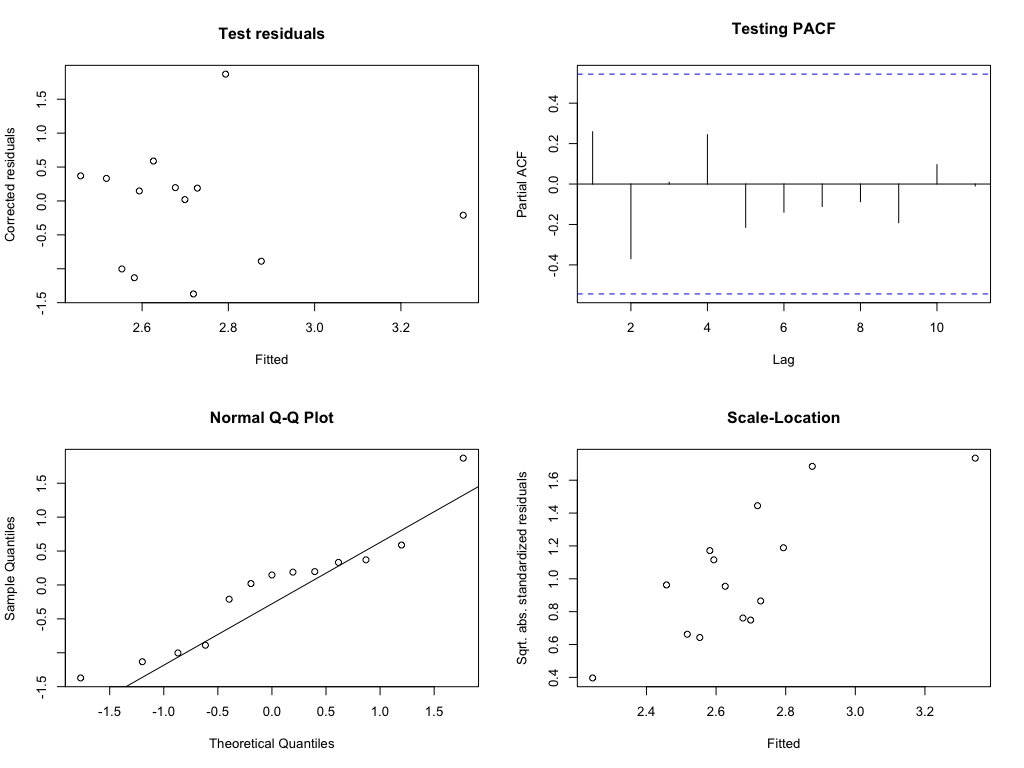 Test residuals
Corrected residuals
1.5
1.0
0.5
0.0
-0.5
-1.5
2.6 2.8 3.0 3.2
Fitted
Testing PACF
Partial ACF
0.4
0.2
0.0
-0.2
-0.4
2 4 6 8 10
Lag
Normal Q-Q Plot
Sample Quantiles
1.5
1.0
0.5
0.0
-0.5
-1.5
-1.5 -1.0 -0.5 0.0 0.5 1.0 1.5
Theoretical Quantiles
Scale-Location
Sqrt. abs. standardized residuals
1.6
1.4
1.2
1.0
0.8
0.6
0.4
2.4 2.6 2.8 3.0 3.2
Fitted